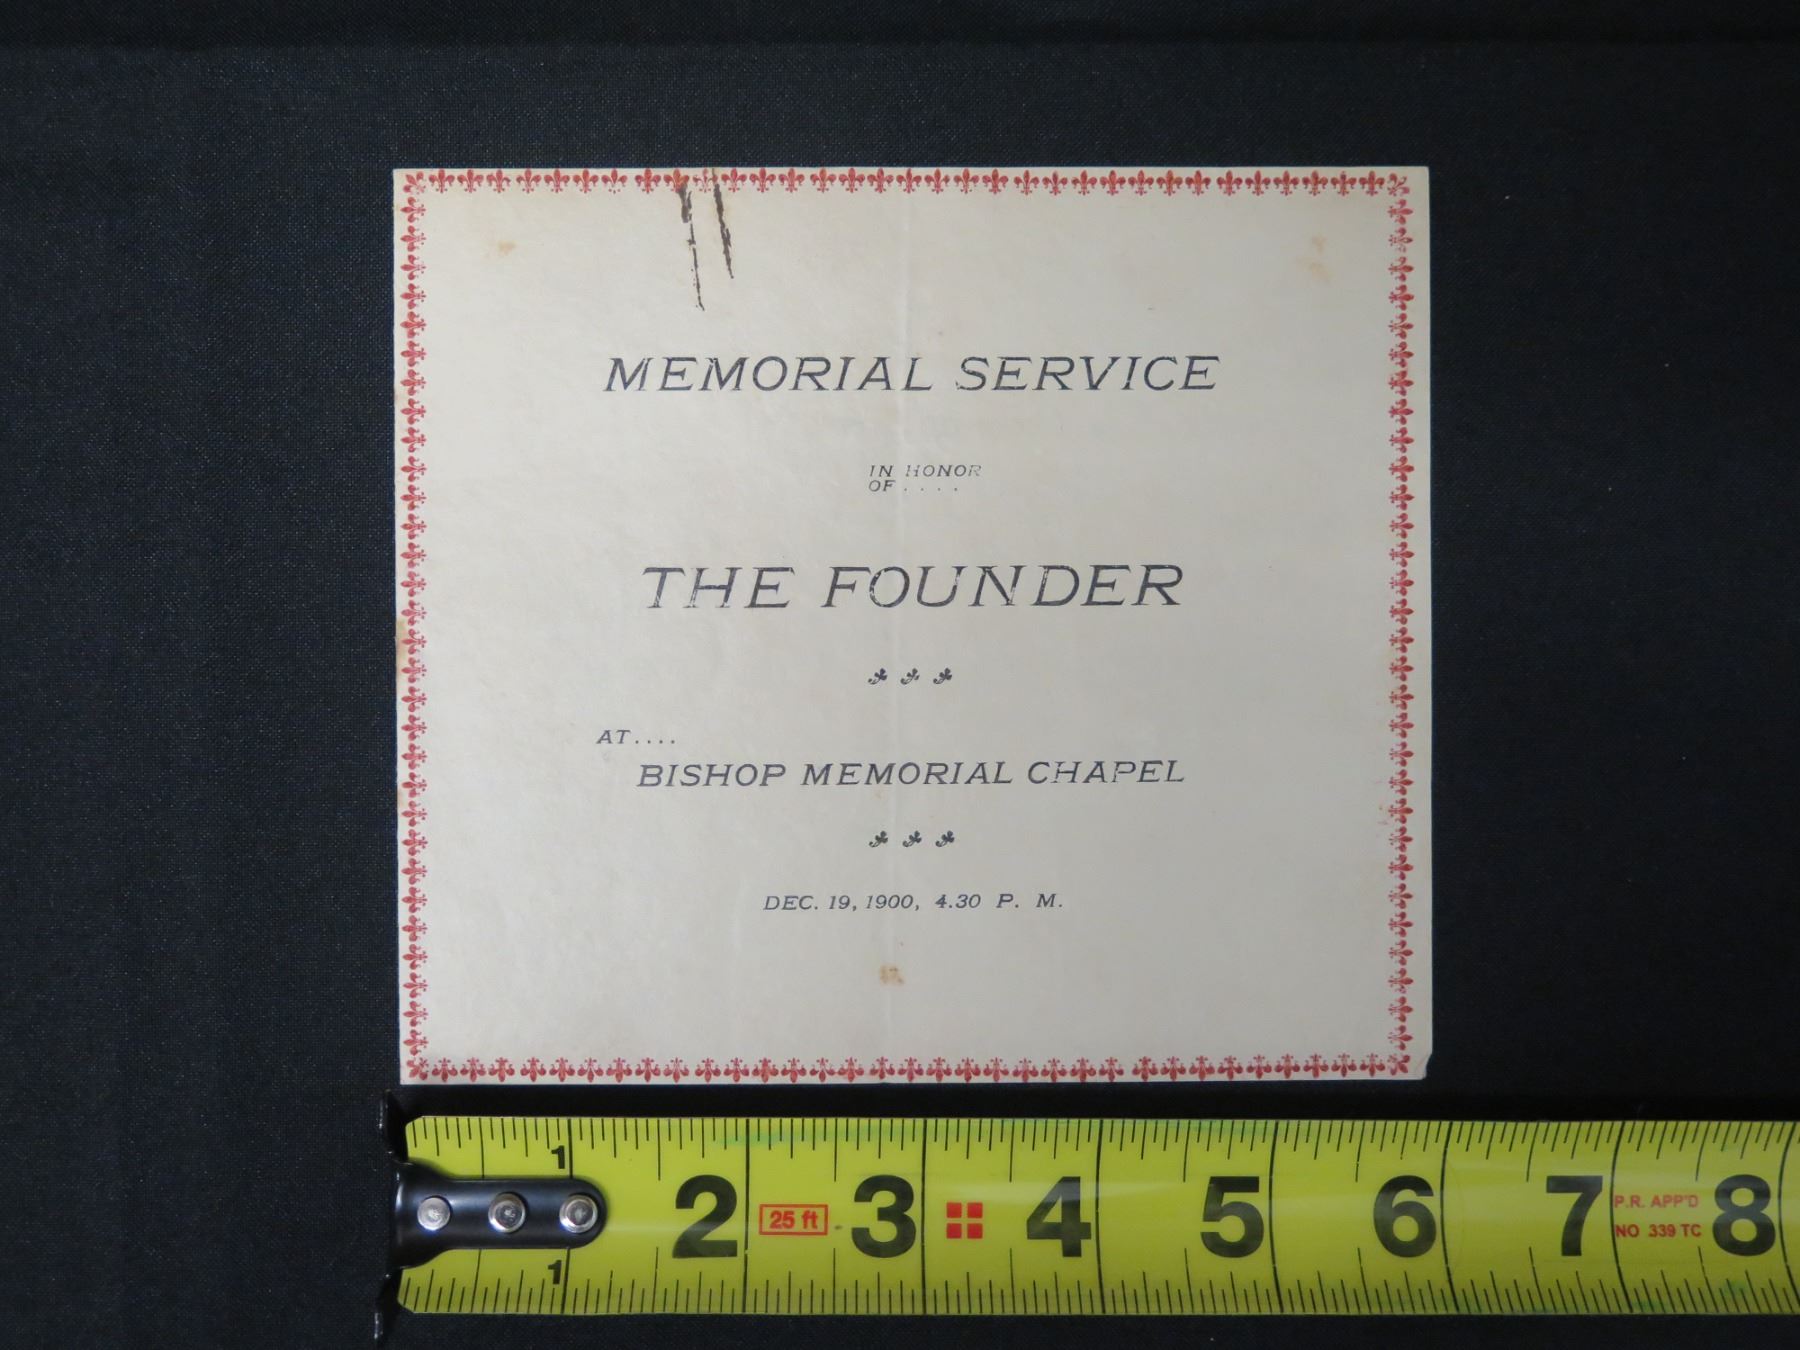 MEMORIAL SERVICE
IN HONOR
OF....
THE FOUNDER
AT....
BISHOP MEMORIAL CHAPEL
DEC. 19, 1900, 4.30 P. M.
1
2 25 ft 3 4 5 6 7 P.R. APP'D 8
NO 339 TC
1